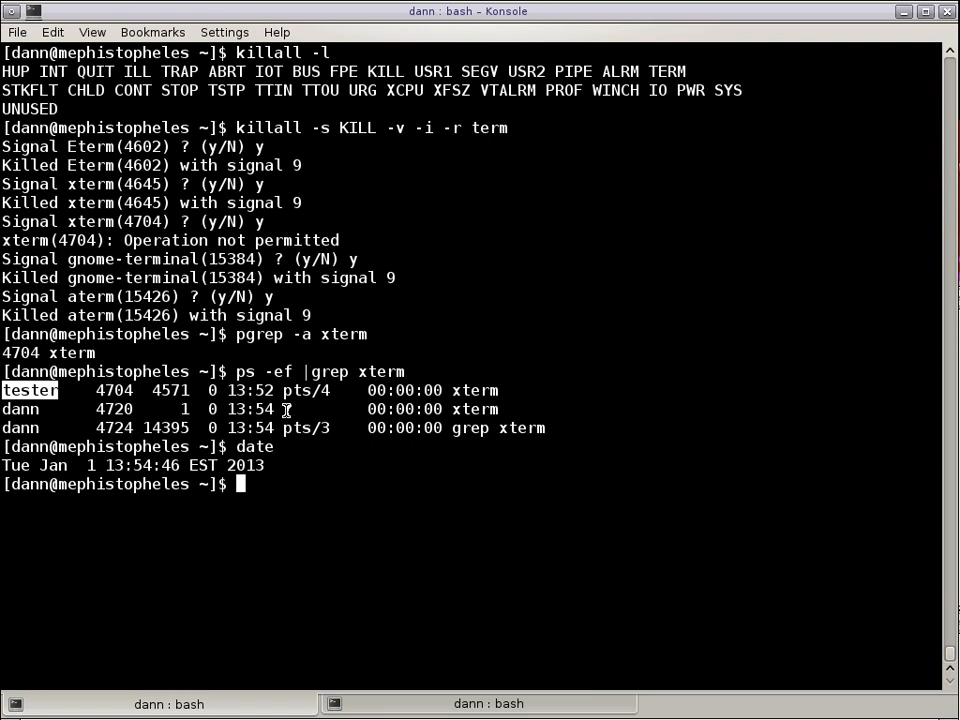 dann : bash - Konsole
File Edit View Bookmarks Settings Help
[dann@mephistopheles ~]$ killall -l
HUP INT QUIT ILL TRAP ABRT IOT BUS FPE KILL USR1 SEGV USR2 PIPE ALRM TERM
STKFLT CHLD CONT STOP TSTP TTIN TTOU URG XCPU XFSZ VTALRM PROF WINCH IO PWR SYS
UNUSED
[dann@mephistopheles ~]$ killall -s KILL -v -i -r term
Signal Eterm(4602) ? (y/N) y
Killed Eterm(4602) with signal 9
Signal xterm(4645) ? (y/N) y
Killed xterm(4645) with signal 9
Signal xterm(4704) ? (y/N) y
xterm(4704): Operation not permitted
Signal gnome-terminal(15384) ? (y/N) y
Killed gnome-terminal(15384) with signal 9
Signal aterm(15426) ? (y/N) y
Killed aterm(15426) with signal 9
[dann@mephistopheles ~]$ pgrep -a xterm
4704 xterm
[dann@mephistopheles ~]$ ps -ef |grep xterm
tester    4704  4571  0 13:52 pts/4    00:00:00 xterm
dann      4720     1  0 13:54          00:00:00 xterm
dann      4724 14395  0 13:54 pts/3    00:00:00 grep xterm
[dann@mephistopheles ~]$ date
Tue Jan  1 13:54:46 EST 2013
[dann@mephistopheles ~]$
dann : bash
dann : bash